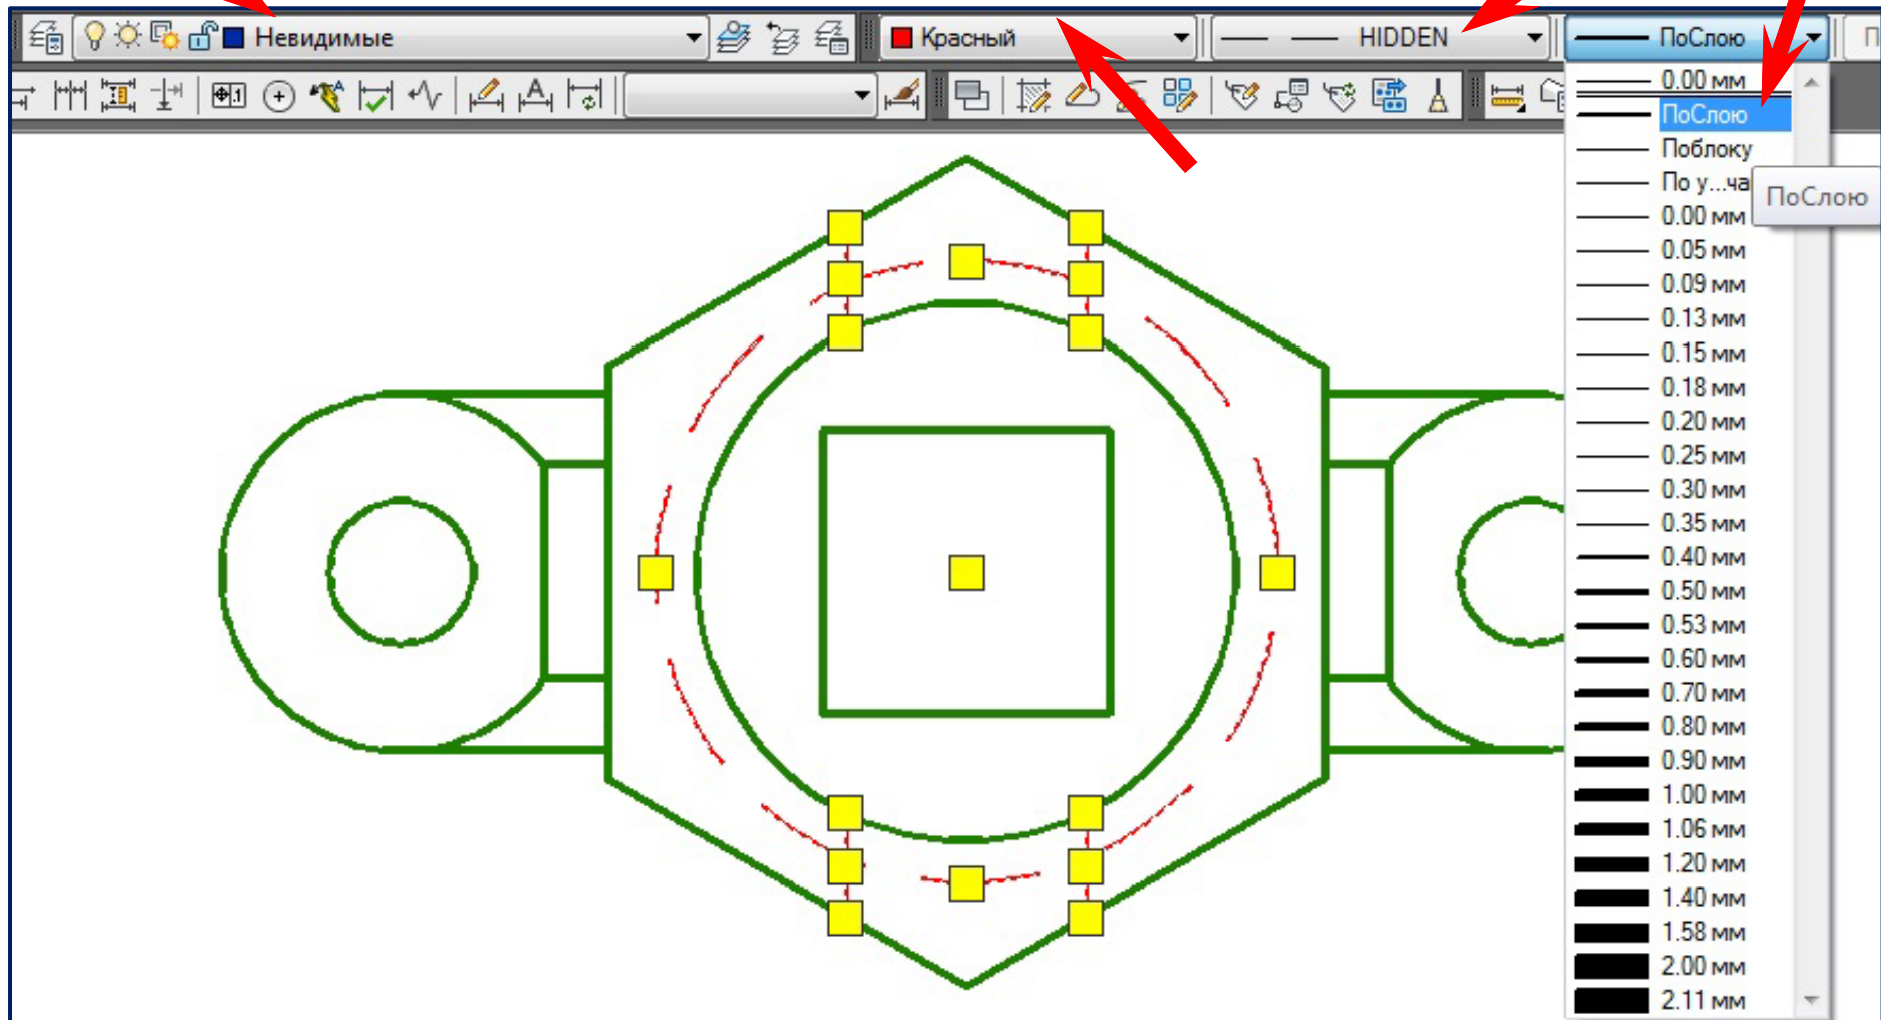 Невидимые
Красный
HIDDEN
ПоСлою
0.00 мм
ПоСлою
Поблоку
По у...ча
ПоСлою
0.00 мм
0.05 мм
0.09 мм
0.13 мм
0.15 мм
0.18 мм
0.20 мм
0.25 мм
0.30 мм
0.35 мм
0.40 мм
0.50 мм
0.53 мм
0.60 мм
0.70 мм
0.80 мм
0.90 мм
1.00 мм
1.06 мм
1.20 мм
1.40 мм
1.58 мм
2.00 мм
2.11 мм